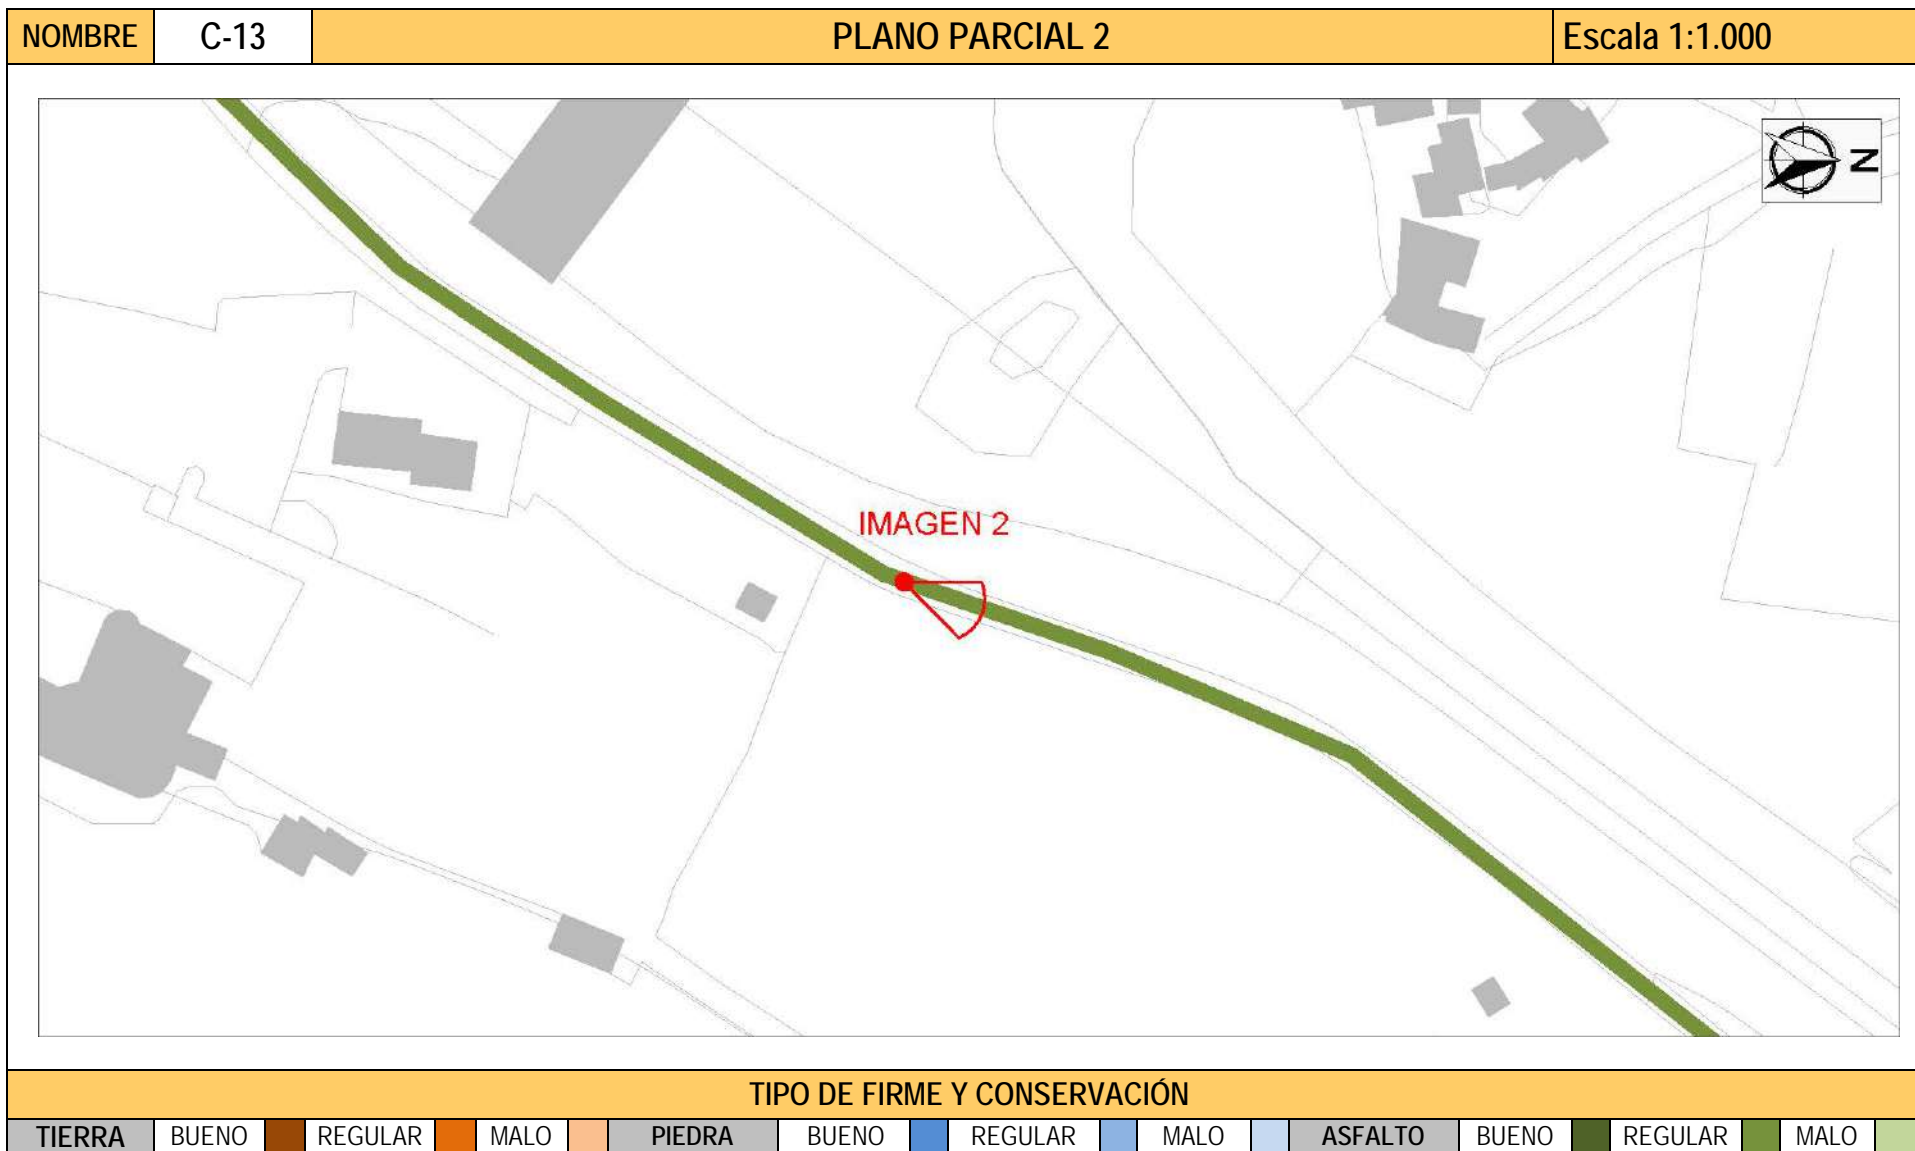 NOMBRE C-13 PLANO PARCIAL 2 Escala 1:1.000
N
IMAGEN 2
TIPO DE FIRME Y CONSERVACIÓN
TIERRA BUENO REGULAR MALO PIEDRA BUENO REGULAR MALO ASFALTO BUENO REGULAR MALO